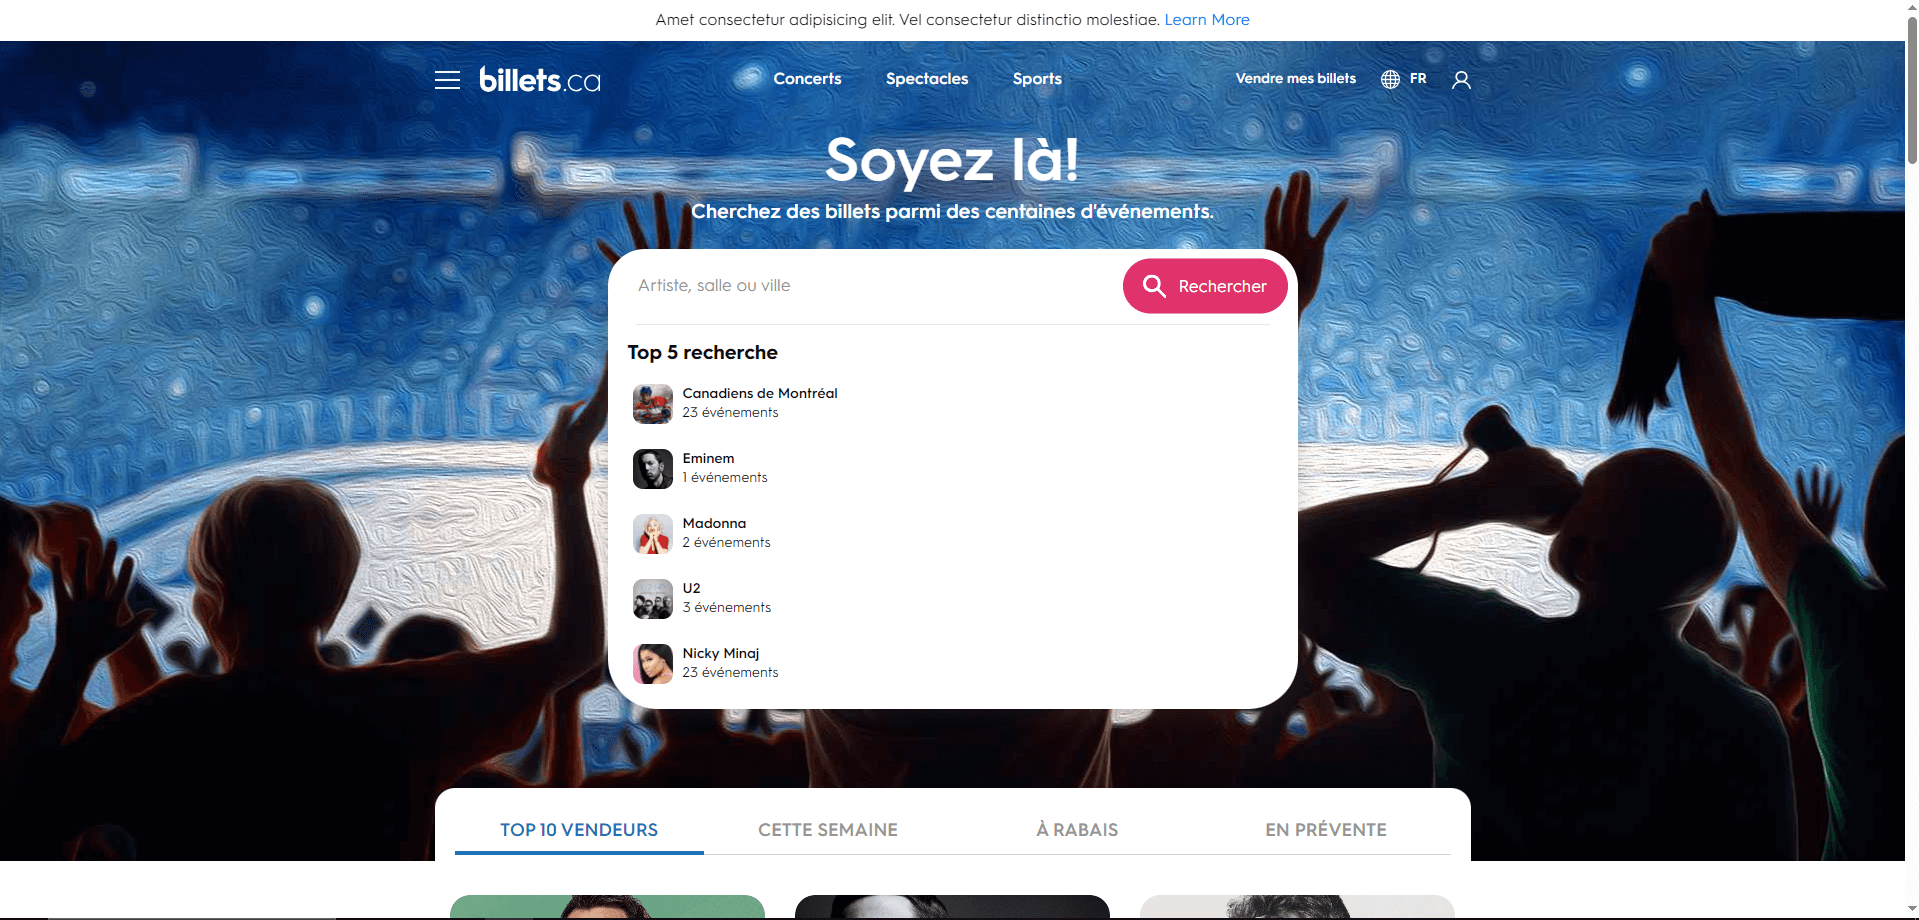 Amet consectetur adipisicing elit. Vel consectetur distinctio molestiae. Learn More
billets.ca
Concerts
Spectacles
Sports
Vendre mes billets
FR
Soyez là!
Cherchez des billets parmi des centaines d'événements.
Artiste, salle ou ville
Rechercher
Top 5 recherche
Canadiens de Montréal
23 événements
Eminem
1 événements
Madonna
2 événements
U2
3 événements
Nicky Minaj
23 événements
TOP 10 VENDEURS
CETTE SEMAINE
À RABAIS
EN PRÉVENTE